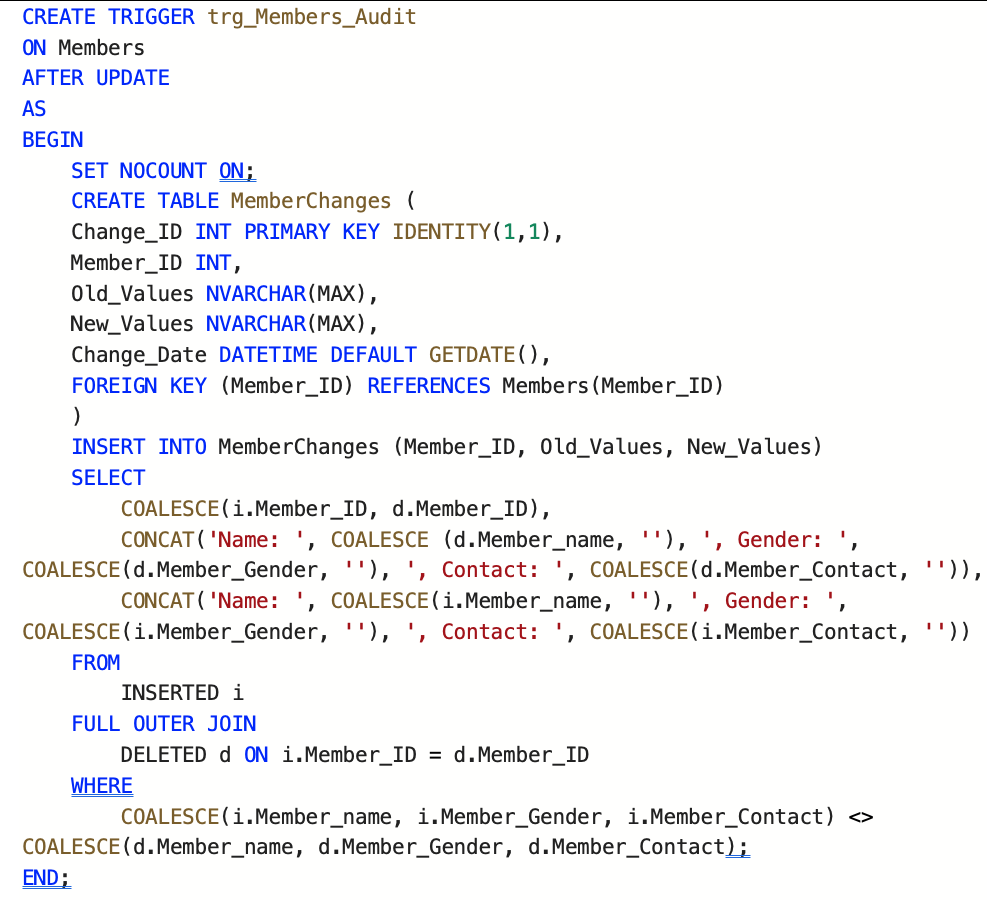 CREATE TRIGGER trg_Members_Audit
ON Members
AFTER UPDATE
AS
BEGIN
    SET NOCOUNT ON;
    CREATE TABLE MemberChanges (
    Change_ID INT PRIMARY KEY IDENTITY(1,1),
    Member_ID INT,
    Old_Values NVARCHAR(MAX),
    New_Values NVARCHAR(MAX),
    Change_Date DATETIME DEFAULT GETDATE(),
    FOREIGN KEY (Member_ID) REFERENCES Members(Member_ID)
    )
    INSERT INTO MemberChanges (Member_ID, Old_Values, New_Values)
    SELECT
        COALESCE(i.Member_ID, d.Member_ID),
        CONCAT('Name: ', COALESCE (d.Member_name, ''), ', Gender: ',
COALESCE(d.Member_Gender, ''), ', Contact: ', COALESCE(d.Member_Contact, '')),
        CONCAT('Name: ', COALESCE(i.Member_name, ''), ', Gender: ',
COALESCE(i.Member_Gender, ''), ', Contact: ', COALESCE(i.Member_Contact, ''))
    FROM
        INSERTED i
    FULL OUTER JOIN
        DELETED d ON i.Member_ID = d.Member_ID
    WHERE
        COALESCE(i.Member_name, i.Member_Gender, i.Member_Contact) <>
COALESCE(d.Member_name, d.Member_Gender, d.Member_Contact);
END;